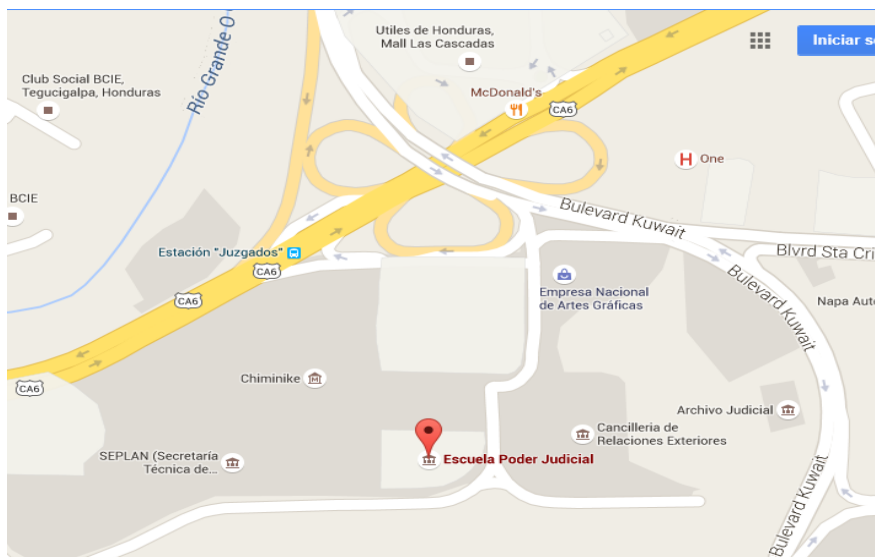 Utiles de Honduras,
Mall Las Cascadas
Iniciar se
Club Social BCIE,
Tegucigalpa, Honduras
Río Grande O
McDonald's
CA6
H One
BCIE
Bulevard Kuwait
Estación "Juzgados"
CA6
Blvrd Sta Cri
Empresa Nacional
de Artes Gráficas
Bulevard Kuwait
CA6
Napa Auto
CA6
Chiminike
Archivo Judicial
Cancilleria de
Relaciones Exteriores
SEPLAN (Secretaría
Técnica de...
Escuela Poder Judicial
Bulevard Kuwait